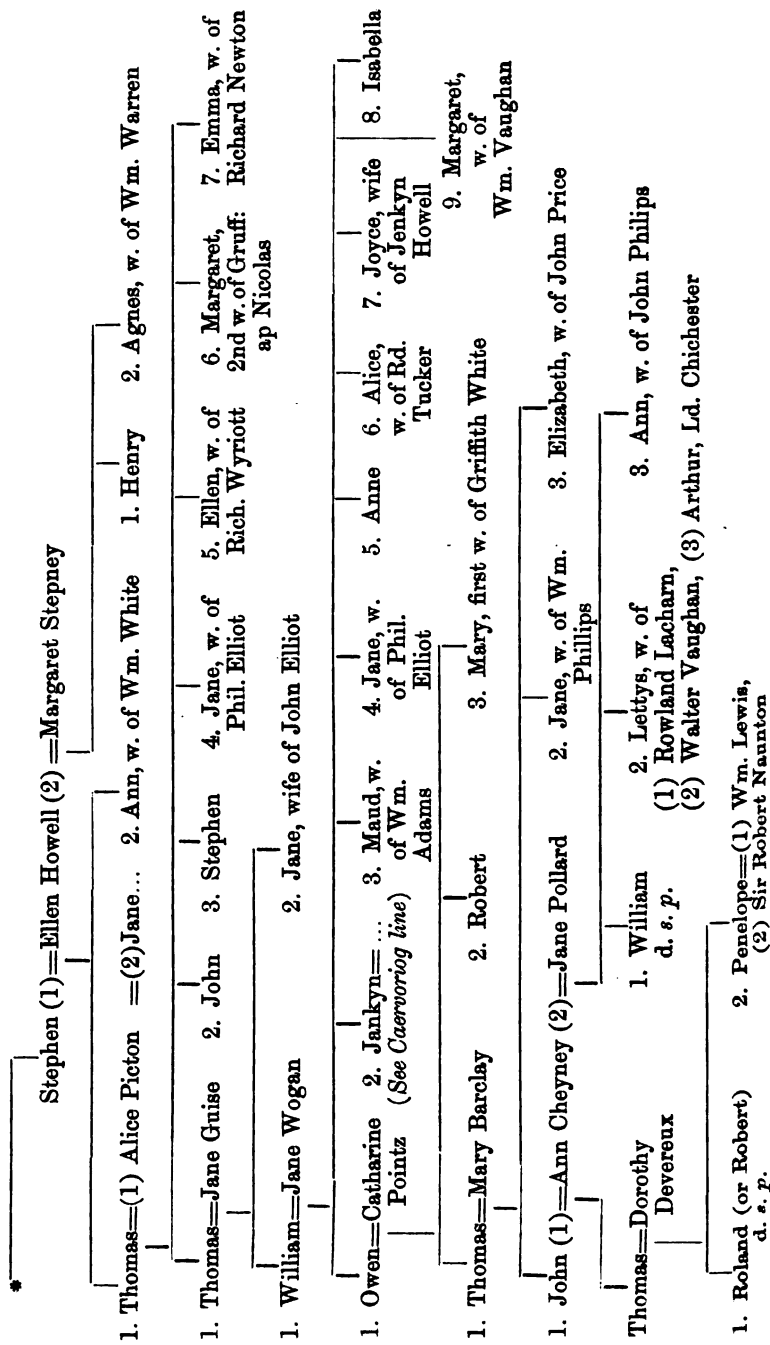 *
Stephen (1)=Ellen Howell (2)=Margaret Stepney
1. Thomas=(1) Alice Picton =(2)Jane... 2. Ann, w. of Wm. White 1. Henry 2. Agnes, w. of Wm. Warren
1. Thomas=Jane Guise 2. John 3. Stephen 4. Jane, w. of 5. Ellen, w. of 6. Margaret, 7. Emma, w. of
Phil. Elliot Rich. Wyriott 2nd w. of Gruff: Richard Newton
ap Nicolas
1. William=Jane Wogan 2. Jane, wife of John Elliot
1. Owen=Catharine 2. Jankyn=... 3. Maud, w. 4. Jane, w. 5. Anne 6. Alice, 7. Joyce, wife 8. Isabella
Pointz (See Caervoriog line) of Wm. of Phil. w. of Rd. of Jenkyn
Adams Elliot Tucker Howell
9. Margaret,
w. of
Wm. Vaughan
1. Thomas=Mary Barclay 2. Robert 3. Mary, first w. of Griffith White
1. John (1)=Ann Cheyney (2)=Jane Pollard 2. Jane, w. of Wm. 3. Elizabeth, w. of John Price
Phillips
Thomas=Dorothy 1. William 2. Lettys, w. of 3. Ann, w. of John Philips
Devereux d. s. p. (1) Rowland Lacharn,
(2) Walter Vaughan, (3) Arthur, Ld. Chichester
1. Roland (or Robert) 2. Penelope=(1) Wm. Lewis,
d. s. p. (2) Sir Robert Naunton